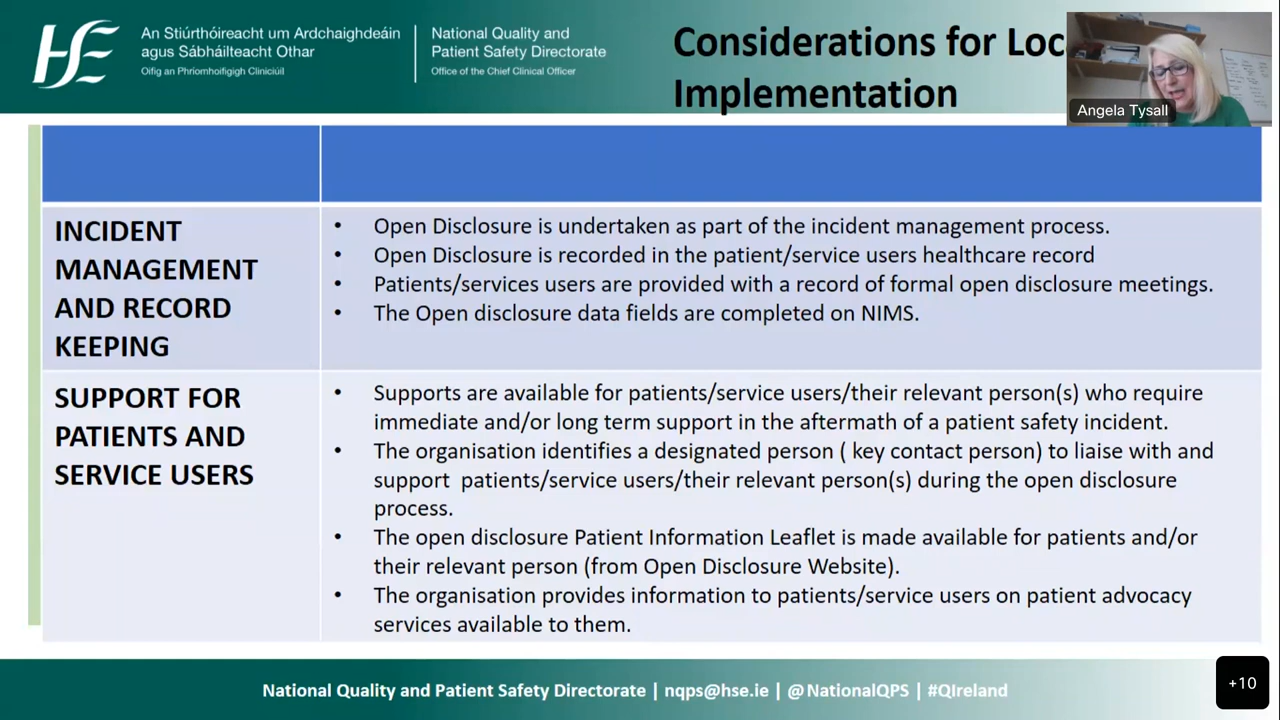 HSE
An Stiúrthóireacht um Ardchaighdeáin
agus Sábháilteacht Othar
Oifig an Phríomhoifigigh Cliniciúil
National Quality and
Patient Safety Directorate
Office of the Chief Clinical Officer
Considerations for Loc
Implementation
Angela Tysall
INCIDENT
MANAGEMENT
AND RECORD
KEEPING
• Open Disclosure is undertaken as part of the incident management process.
• Open Disclosure is recorded in the patient/service users healthcare record
• Patients/services users are provided with a record of formal open disclosure meetings.
• The Open disclosure data fields are completed on NIMS.
SUPPORT FOR
PATIENTS AND
SERVICE USERS
• Supports are available for patients/service users/their relevant person(s) who require
immediate and/or long term support in the aftermath of a patient safety incident.
• The organisation identifies a designated person ( key contact person) to liaise with and
support patients/service users/their relevant person(s) during the open disclosure
process.
• The open disclosure Patient Information Leaflet is made available for patients and/or
their relevant person (from Open Disclosure Website).
• The organisation provides information to patients/service users on patient advocacy
services available to them.
National Quality and Patient Safety Directorate | nqps@hse.ie | @NationalQPS | #QIreland
+10